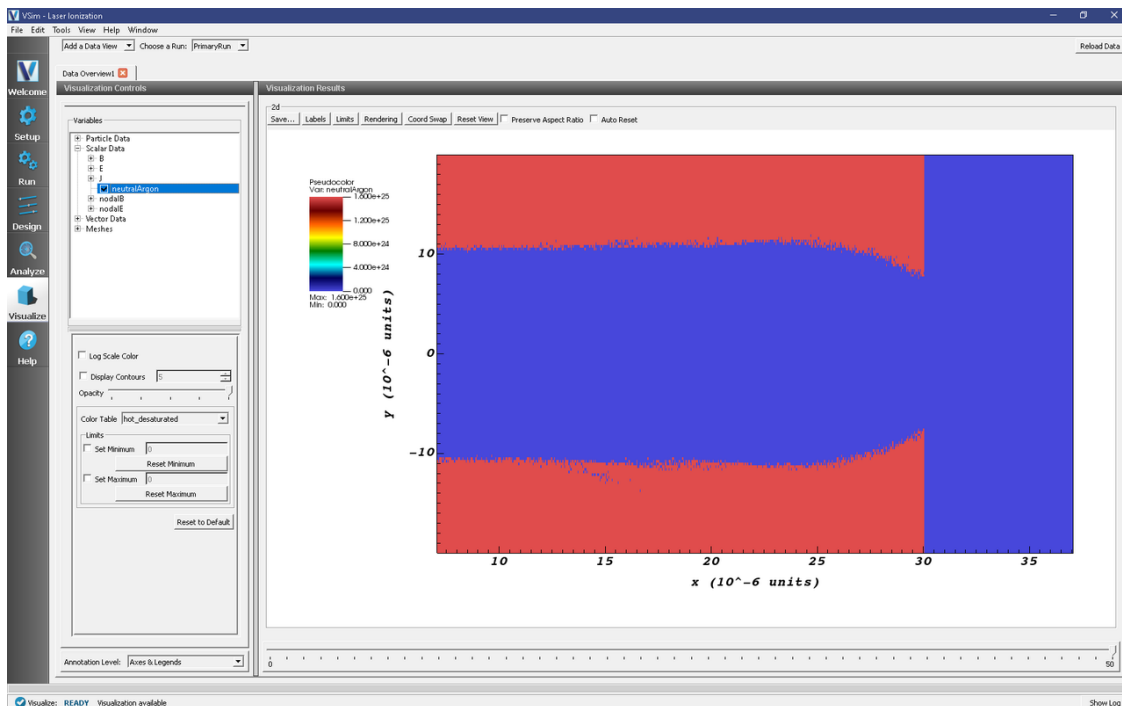 VSim - Laser Ionization
File Edit Tools View Help Window
Add a Data View Choose a Run: PrimaryRun Reload Data
Data Overview1
Welcome
Setup
Run
Design
Analyze
Visualize
Help
Visualization Controls
Variables
Particle Data
Scalar Data
B
E
J
neutralArgon
nodalB
nodalE
Vector Data
Meshes
Log Scale Color
Display Contours 5
Opacity
Color Table hot_desaturated
Limits
Set Minimum 0
Reset Minimum
Set Maximum 0
Reset Maximum
Reset to Default
Annotation Level: Axes & Legends
Visualization Results
2d
Save... Labels Limits Rendering Coord Swap Reset View Preserve Aspect Ratio Auto Reset
Pseudocolor
Var: neutralArgon
1.600e+25
1.200e+25
8.000e+24
4.000e+24
0.000
Max: 1.600e+25
Min: 0.000
y (10^-6 units)
10
0
-10
10 15 20 25 30 35
x (10^-6 units)
0 50
Visualize: READY Visualization available Show Log